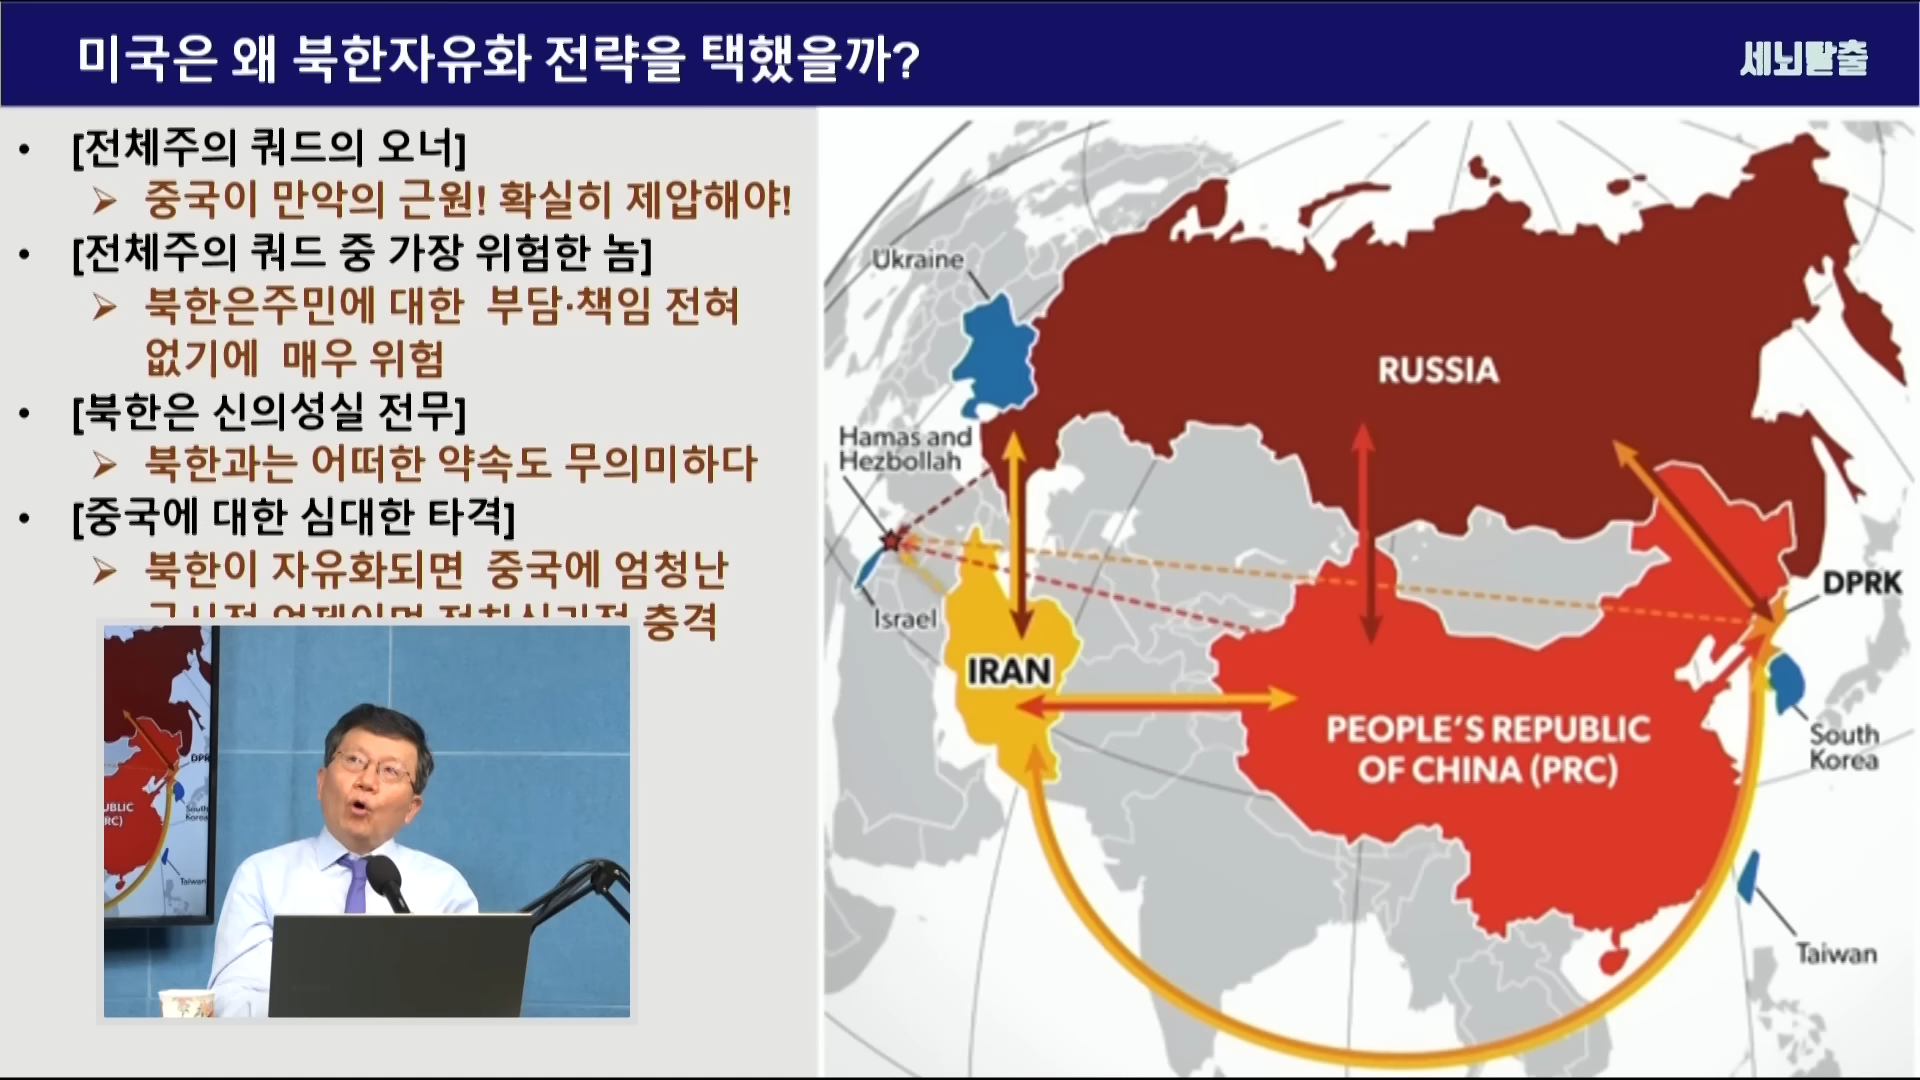 미국은 왜 북한자유화 전략을 택했을까?
세뇌탈출
• [전체주의 쿼드의 오너]
➢ 중국이 만악의 근원! 확실히 제압해야!
• [전체주의 쿼드 중 가장 위험한 놈]
➢ 북한은주민에 대한 부담·책임 전혀
없기에 매우 위험
• [북한은 신의성실 전무]
➢ 북한과는 어떠한 약속도 무의미하다
• [중국에 대한 심대한 타격]
➢ 북한이 자유화되면 중국에 엄청난
충격
Ukraine
RUSSIA
Hamas and
Hezbollah
DPRK
Israel
IRAN
PEOPLE'S REPUBLIC
OF CHINA (PRC)
South
Korea
Taiwan
DPR
UBLIC
RC)
South
Korea
Taiwan